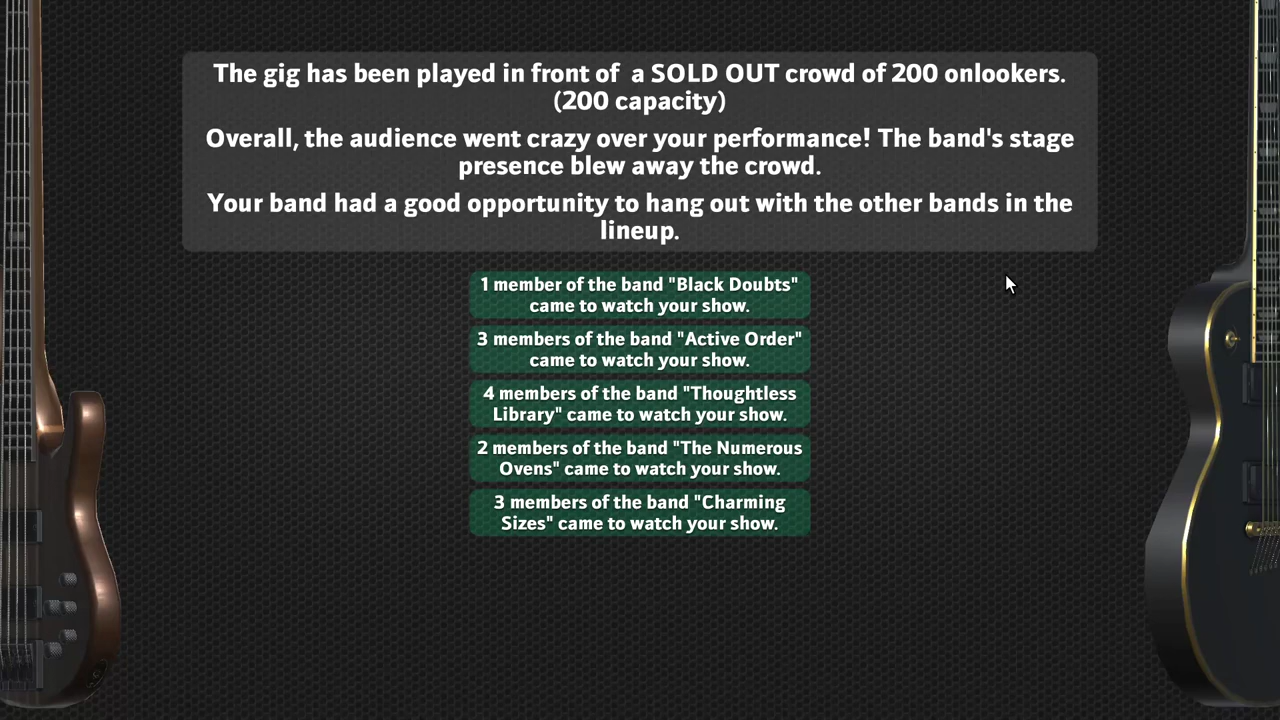 The gig has been played in front of  a SOLD OUT crowd of 200 onlookers.
(200 capacity)
Overall, the audience went crazy over your performance! The band's stage
presence blew away the crowd.
Your band had a good opportunity to hang out with the other bands in the
lineup.
1 member of the band "Black Doubts"
came to watch your show.
3 members of the band "Active Order"
came to watch your show.
4 members of the band "Thoughtless
Library" came to watch your show.
2 members of the band "The Numerous
Ovens" came to watch your show.
3 members of the band "Charming
Sizes" came to watch your show.